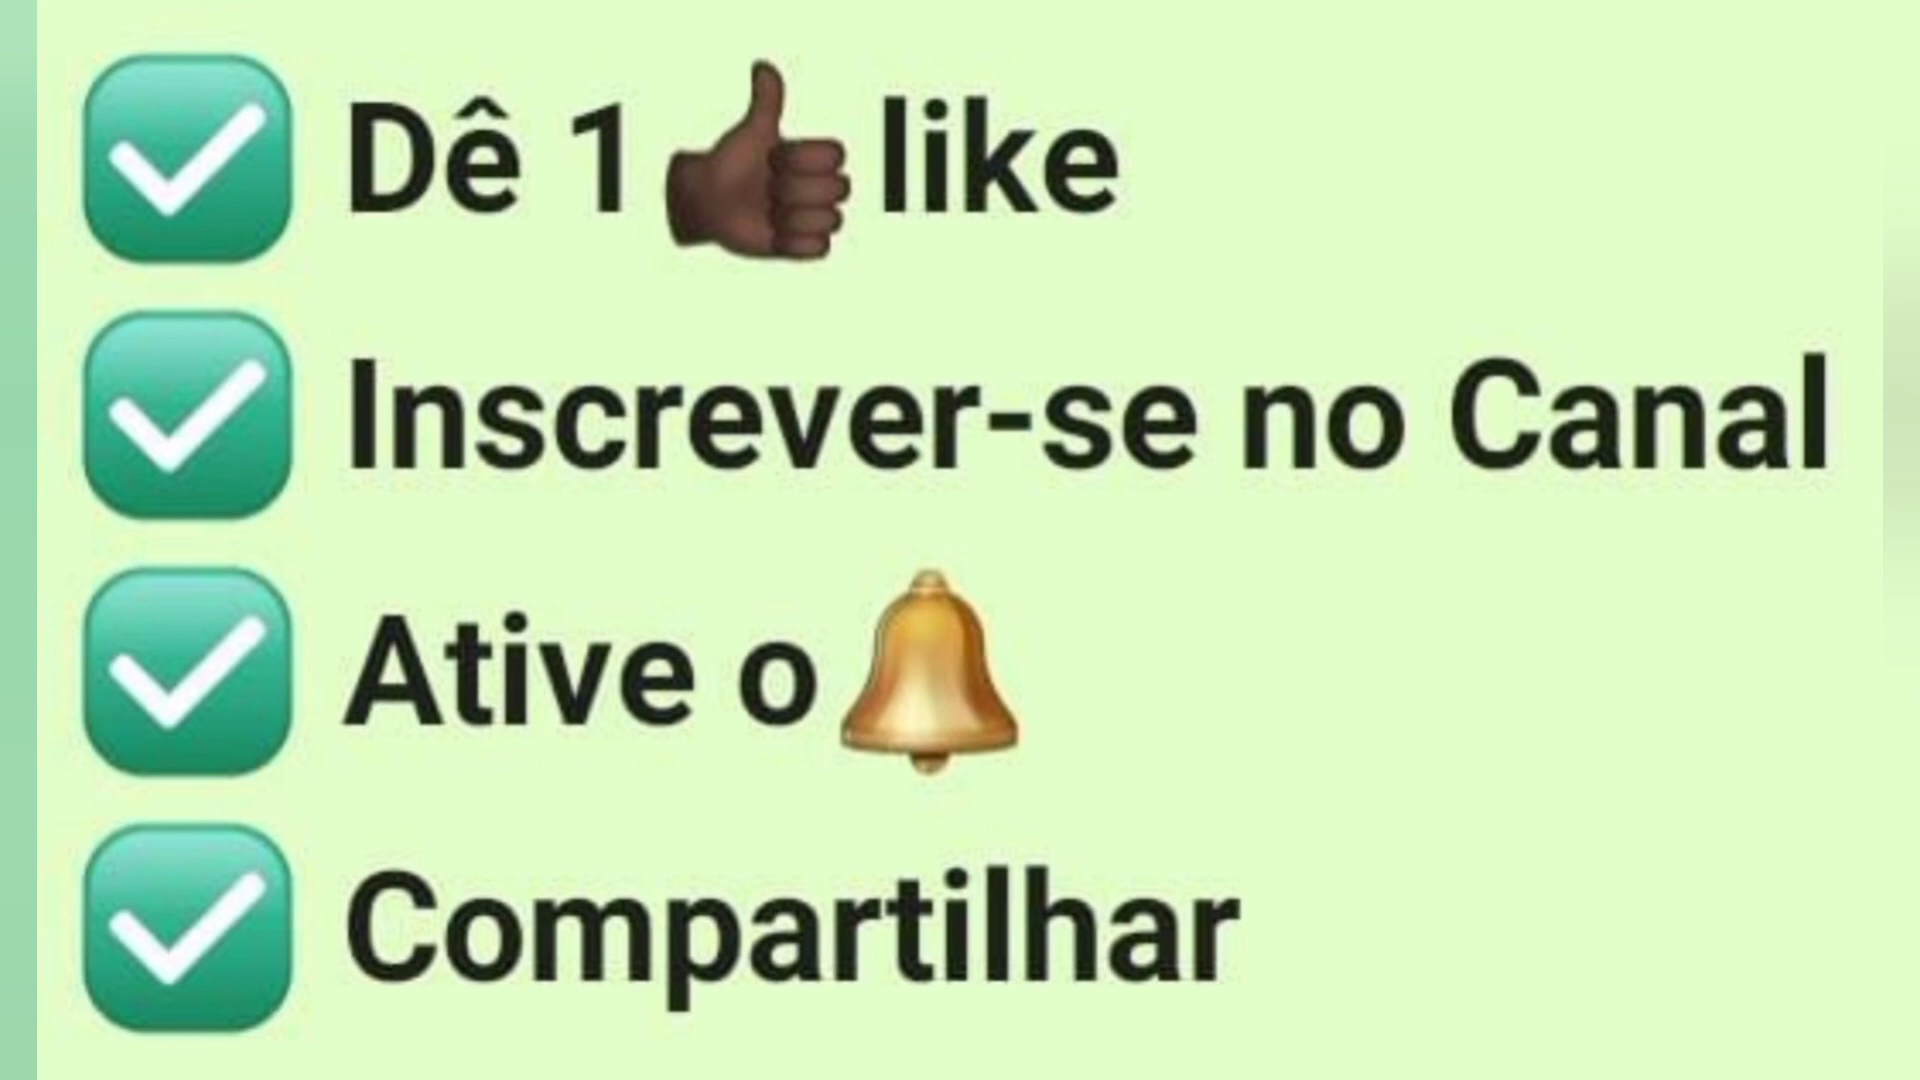 ✅ Dê 1👍🏿like
✅ Inscrever-se no Canal
✅ Ative o🔔
✅ Compartilhar